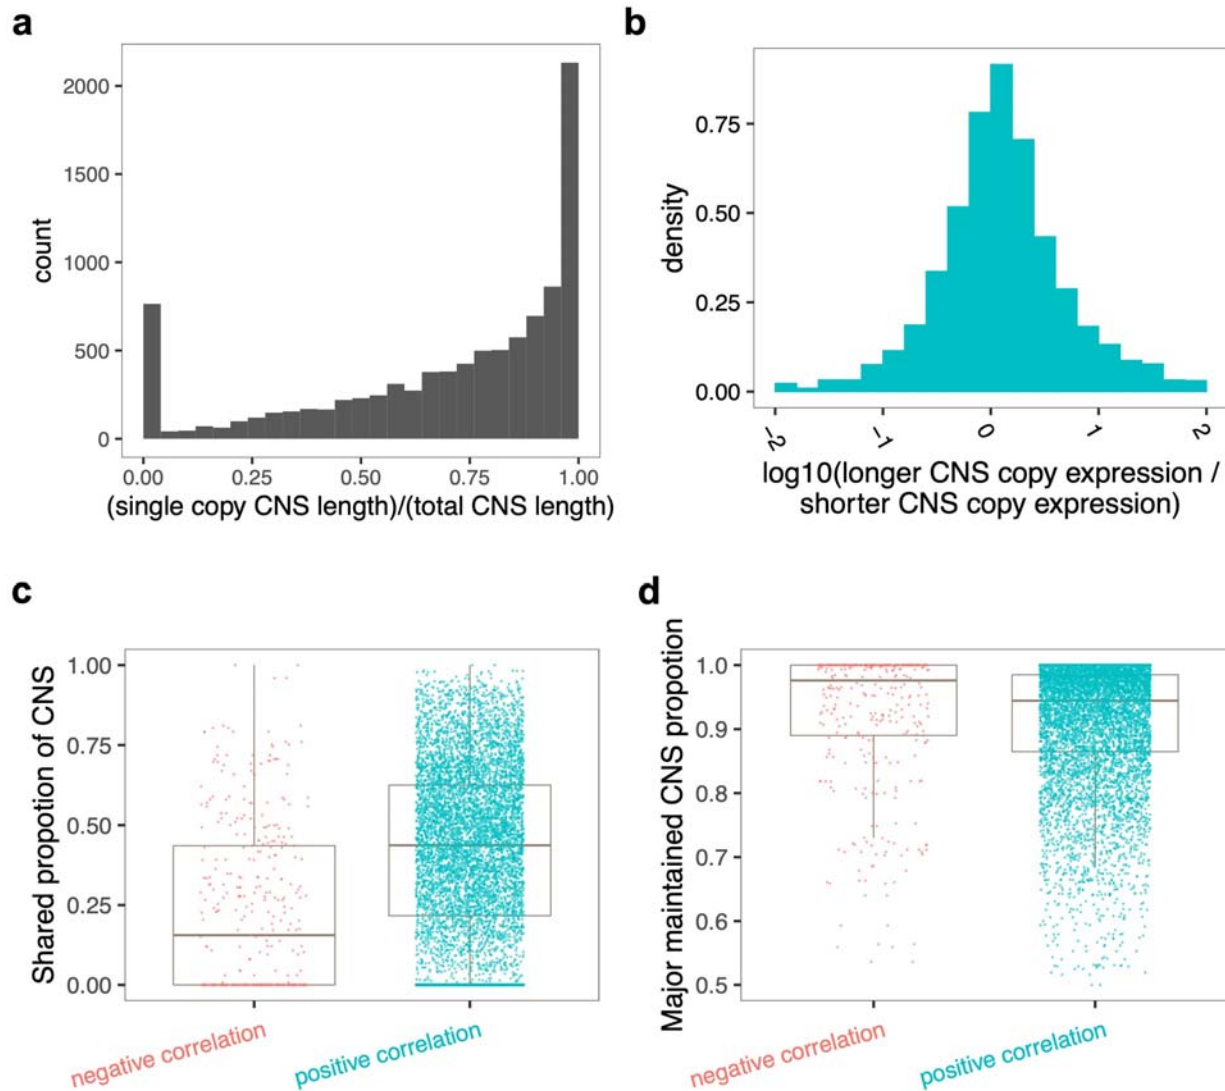 a
2000
1500
1000
500
0
count
0.00 0.25 0.50 0.75 1.00
(single copy CNS length)/(total CNS length)
b
0.75
0.50
0.25
0.00
density
-2 -1 0 1 2
log10(longer CNS copy expression /
shorter CNS copy expression)
c
1.00
0.75
0.50
0.25
0.00
Shared propotion of CNS
negative correlation
positive correlation
d
1.0
0.9
0.8
0.7
0.6
0.5
Major maintained CNS propotion
negative correlation
positive correlation